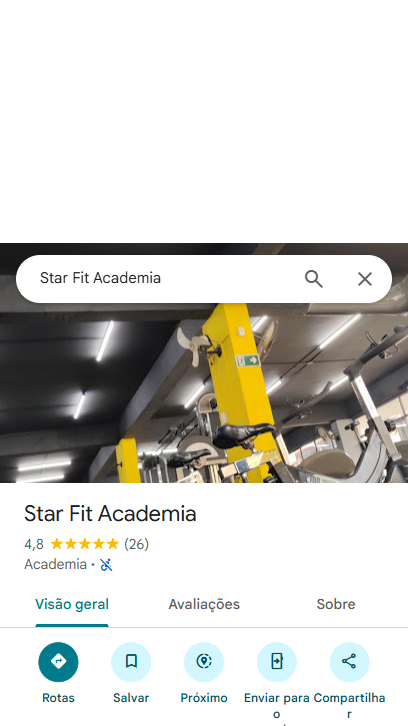 Star Fit Academia
Star Fit Academia
4,8 ★★★★★ (26)
Academia ·
Visão geral
Avaliações
Sobre
Rotas
Salvar
Próximo
Enviar para
o
Compartilha
r